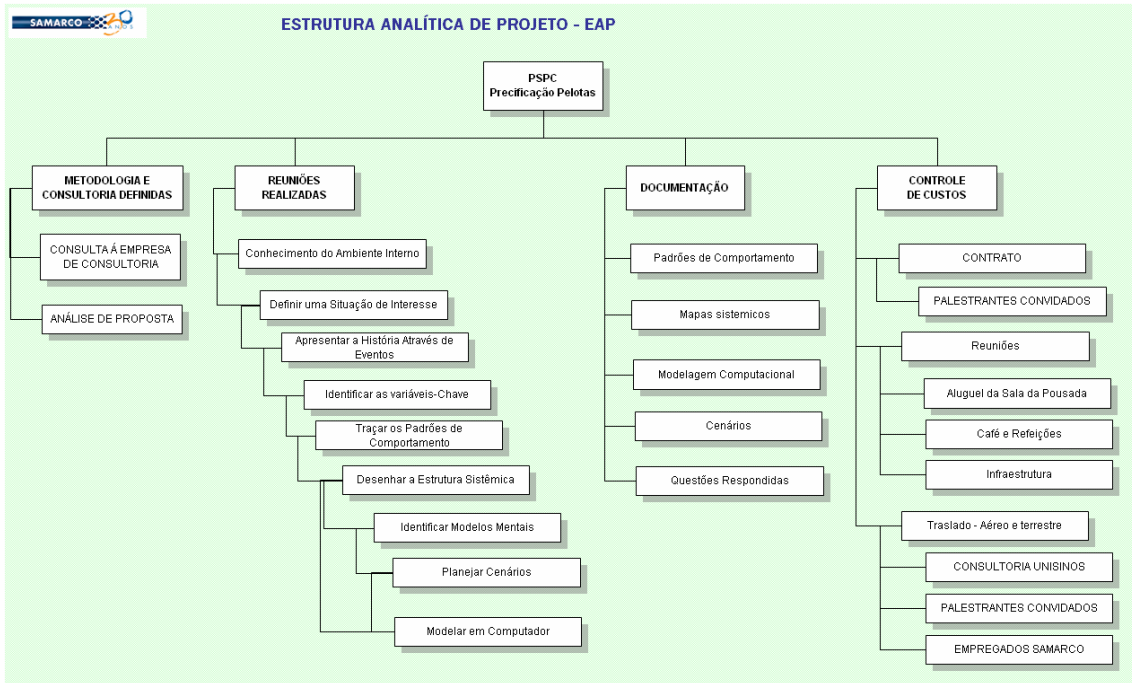 SAMARCO 30
ANOS
ESTRUTURA ANALÍTICA DE PROJETO - EAP
PSPC
Precificação Pelotas
METODOLOGIA E
CONSULTORIA DEFINIDAS
CONSULTA Á EMPRESA
DE CONSULTORIA
ANÁLISE DE PROPOSTA
REUNIÕES
REALIZADAS
Conhecimento do Ambiente Interno
Definir uma Situação de Interesse
Apresentar a História Através de
Eventos
Identificar as variáveis-Chave
Traçar os Padrões de
Comportamento
Desenhar a Estrutura Sistêmica
Identificar Modelos Mentais
Planejar Cenários
Modelar em Computador
DOCUMENTAÇÃO
Padrões de Comportamento
Mapas sistemicos
Modelagem Computacional
Cenários
Questões Respondidas
CONTROLE
DE CUSTOS
CONTRATO
PALESTRANTES CONVIDADOS
Reuniões
Aluguel da Sala da Pousada
Café e Refeições
Infraestrutura
Traslado - Aéreo e terrestre
CONSULTORIA UNISINOS
PALESTRANTES CONVIDADOS
EMPREGADOS SAMARCO